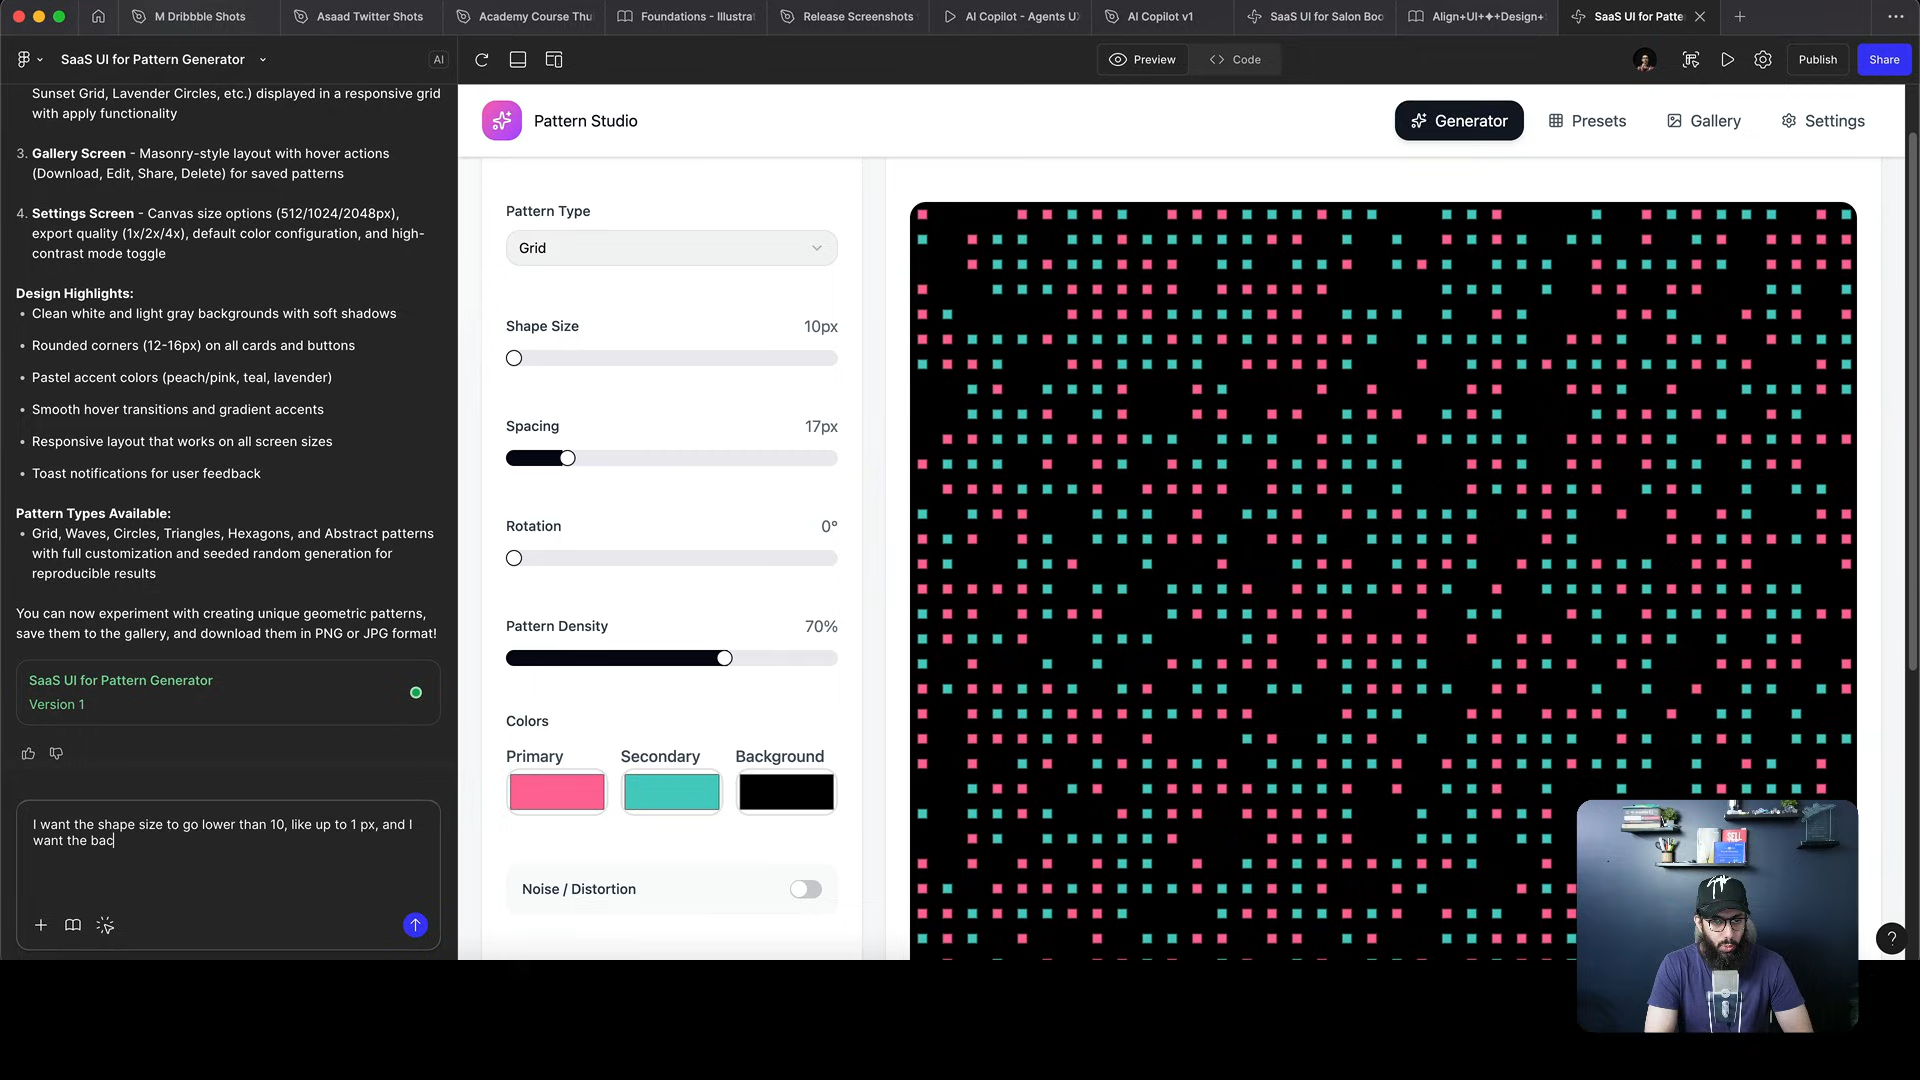 M Dribbble Shots
Asaad Twitter Shots
Academy Course Thu
Foundations - Illustra
Release Screenshots
AI Copilot - Agents UX
AI Copilot v1
SaaS UI for Salon Boo
Align+UI+✦+Design+
SaaS UI for Patte
SaaS UI for Pattern Generator
AI
Preview
Code
Publish
Share
Sunset Grid, Lavender Circles, etc.) displayed in a responsive grid
with apply functionality
3. Gallery Screen - Masonry-style layout with hover actions
(Download, Edit, Share, Delete) for saved patterns
4. Settings Screen - Canvas size options (512/1024/2048px),
export quality (1x/2x/4x), default color configuration, and high-
contrast mode toggle
Design Highlights:
• Clean white and light gray backgrounds with soft shadows
• Rounded corners (12-16px) on all cards and buttons
• Pastel accent colors (peach/pink, teal, lavender)
• Smooth hover transitions and gradient accents
• Responsive layout that works on all screen sizes
• Toast notifications for user feedback
Pattern Types Available:
• Grid, Waves, Circles, Triangles, Hexagons, and Abstract patterns
with full customization and seeded random generation for
reproducible results
You can now experiment with creating unique geometric patterns,
save them to the gallery, and download them in PNG or JPG format!
SaaS UI for Pattern Generator
Version 1
I want the shape size to go lower than 10, like up to 1 px, and I
want the bac
Pattern Studio
Generator
Presets
Gallery
Settings
Pattern Type
Grid
Shape Size 10px
Spacing 17px
Rotation 0°
Pattern Density 70%
Colors
Primary
Secondary
Background
Noise / Distortion
SELL
?